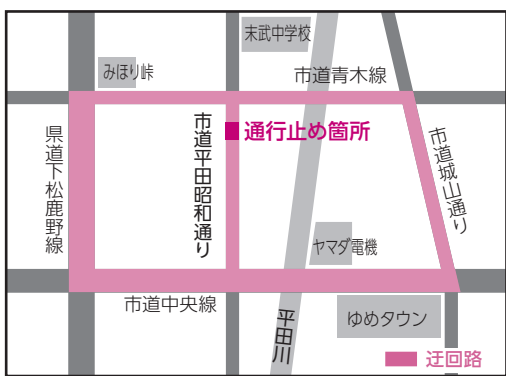 末武中学校
みほり峠
市道青木線
通行止め箇所
県道下松鹿野線
市道平田昭和通り
市道城山通り
ヤマダ電機
市道中央線
平田川
ゆめタウン
迂回路